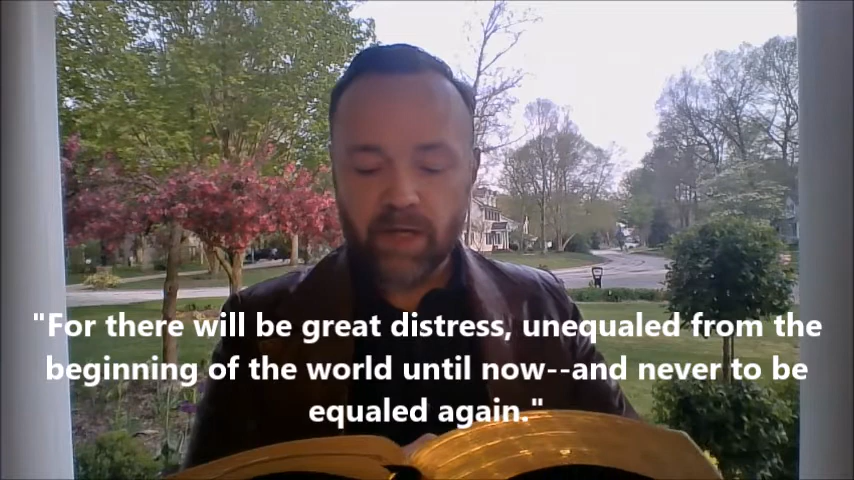 "For there will be great distress, unequaled from the
beginning of the world until now--and never to be
equaled again."